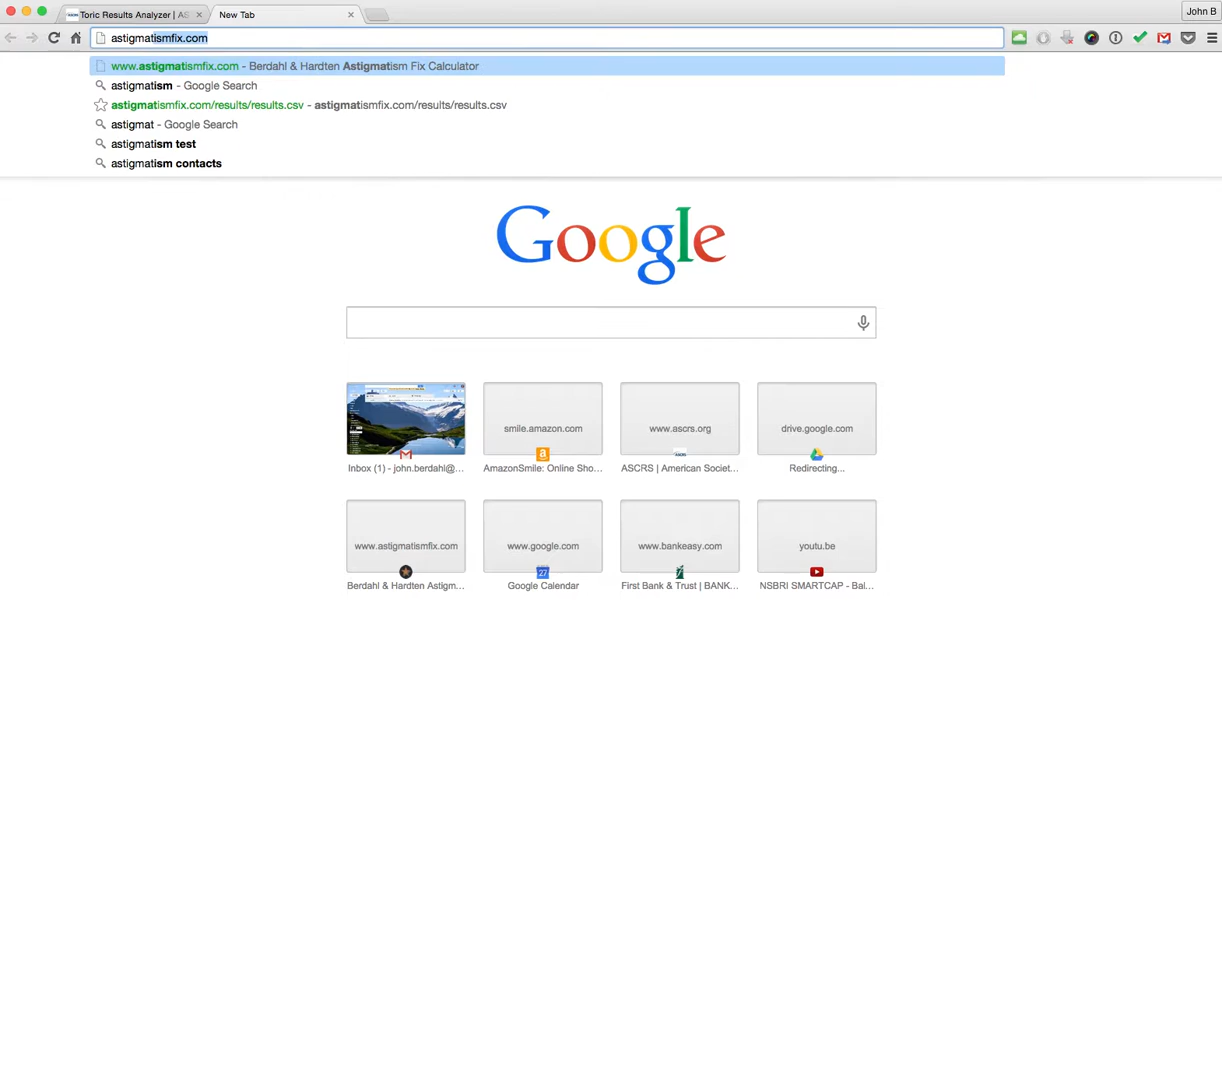 Toric Results Analyzer | AS
New Tab
John B
astigmatismfix.com
www.astigmatismfix.com - Berdahl & Hardten Astigmatism Fix Calculator
astigmatism - Google Search
astigmatismfix.com/results/results.csv - astigmatismfix.com/results/results.csv
astigmat - Google Search
astigmatism test
astigmatism contacts
Google
smile.amazon.com
www.ascrs.org
drive.google.com
Inbox (1) - john.berdahl@...
AmazonSmile: Online Sho...
ASCRS | American Societ...
Redirecting...
www.astigmatismfix.com
www.google.com
www.bankeasy.com
youtu.be
27
Berdahl & Hardten Astigm...
Google Calendar
First Bank & Trust | BANK...
NSBRI SMARTCAP - Bal...